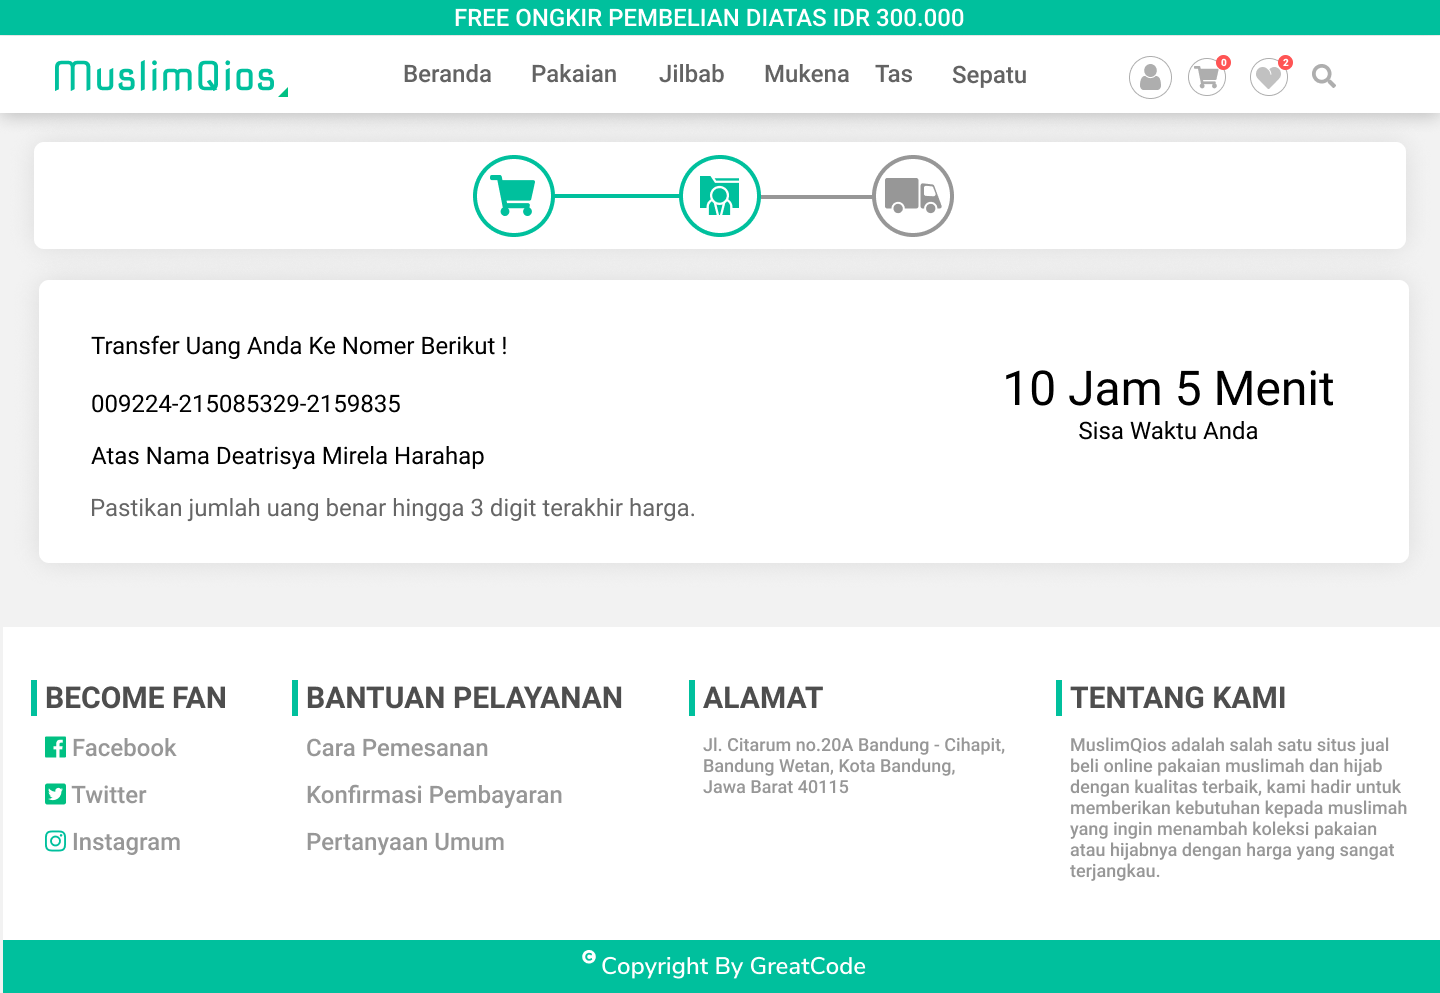 FREE ONGKIR PEMBELIAN DIATAS IDR 300.000
MuslimQios
Beranda
Pakaian
Jilbab
Mukena
Tas
Sepatu
0
2
Transfer Uang Anda Ke Nomer Berikut !
009224-215085329-2159835
Atas Nama Deatrisya Mirela Harahap
Pastikan jumlah uang benar hingga 3 digit terakhir harga.
10 Jam 5 Menit
Sisa Waktu Anda
BECOME FAN
Facebook
Twitter
Instagram
BANTUAN PELAYANAN
Cara Pemesanan
Konfirmasi Pembayaran
Pertanyaan Umum
ALAMAT
Jl. Citarum no.20A Bandung - Cihapit,
Bandung Wetan, Kota Bandung,
Jawa Barat 40115
TENTANG KAMI
MuslimQios adalah salah satu situs jual
beli online pakaian muslimah dan hijab
dengan kualitas terbaik, kami hadir untuk
memberikan kebutuhan kepada muslimah
yang ingin menambah koleksi pakaian
atau hijabnya dengan harga yang sangat
terjangkau.
© Copyright By GreatCode